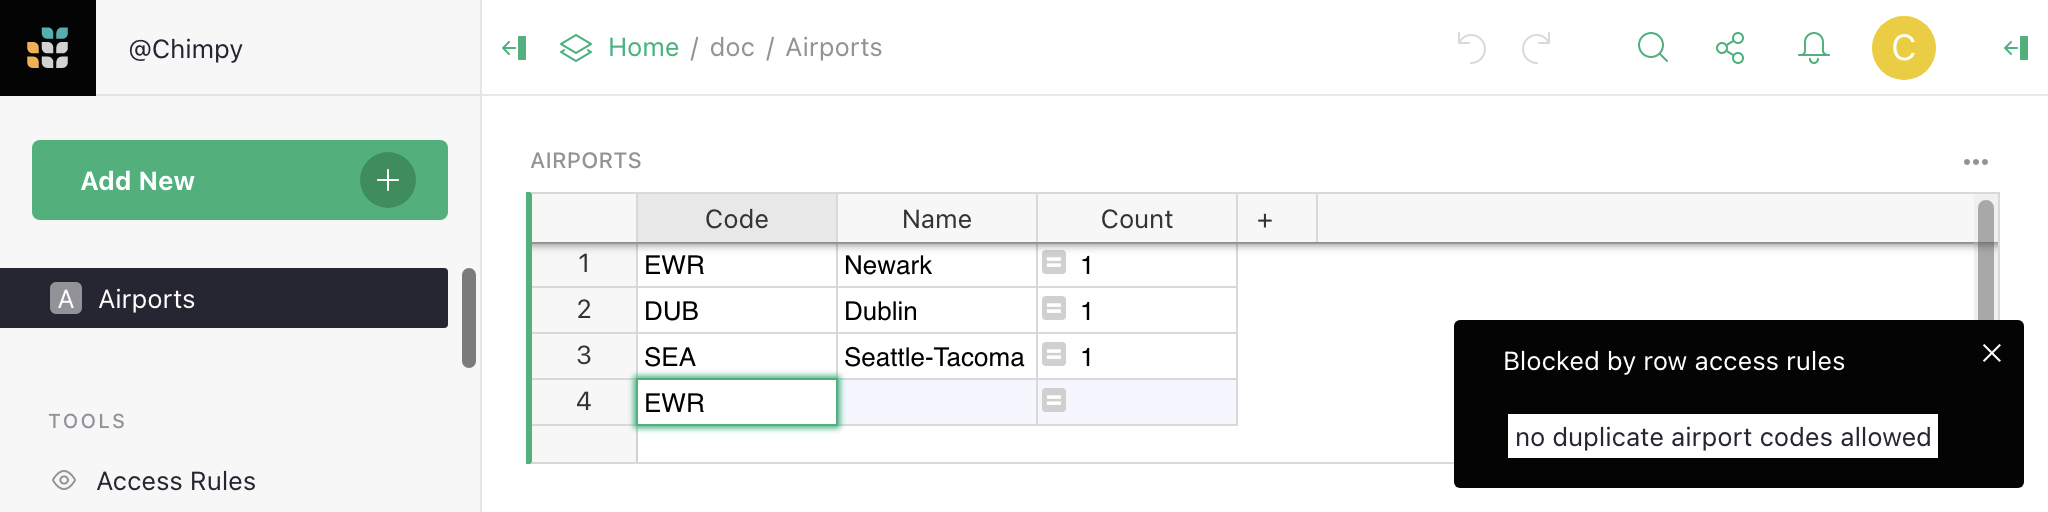 @Chimpy
Home / doc / Airports
C
Add New +
A Airports
TOOLS
Access Rules
AIRPORTS
Code Name Count +
1 EWR Newark = 1
2 DUB Dublin = 1
3 SEA Seattle-Tacoma = 1
4 EWR =
Blocked by row access rules
no duplicate airport codes allowed